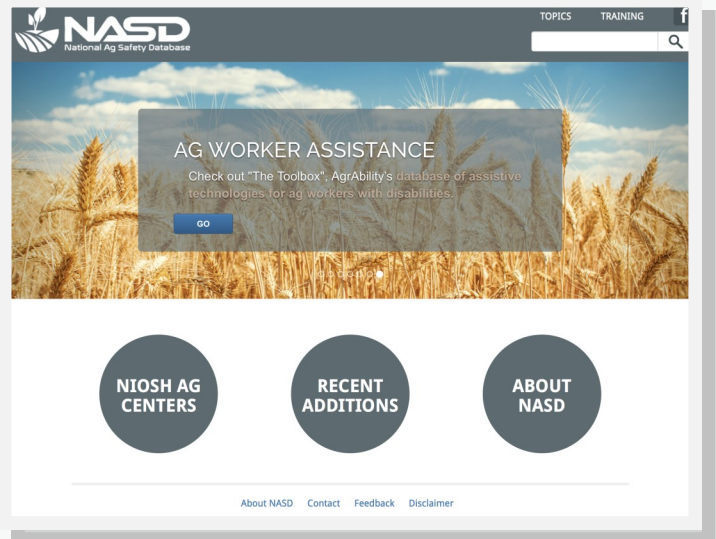 NASD
National Ag Safety Database
TOPICS TRAINING f
AG WORKER ASSISTANCE
Check out "The Toolbox", AgrAbility's database of assistive
technologies for ag workers with disabilities.
GO
NIOSH AG
CENTERS
RECENT
ADDITIONS
ABOUT
NASD
About NASD Contact Feedback Disclaimer